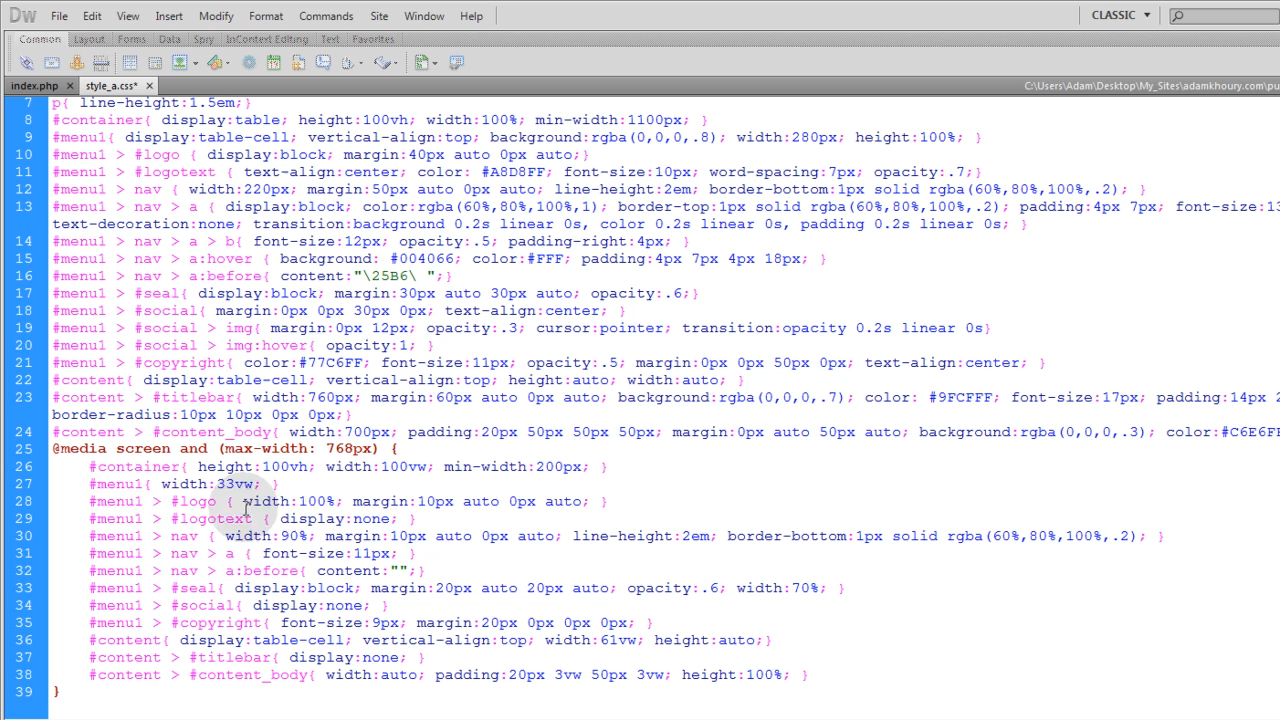 Dw File Edit View Insert Modify Format Commands Site Window Help CLASSIC
Common Layout Forms Data Spry InContext Editing Text Favorites
index.php style_a.css* C:\Users\Adam\Desktop\My_Sites\adamkhoury.com\pu
7 p{ line-height:1.5em;}
8 #container{ display:table; height:100vh; width:100%; min-width:1100px; }
9 #menu1{ display:table-cell; vertical-align:top; background:rgba(0,0,0,.8); width:280px; height:100%; }
10 #menu1 > #logo { display:block; margin:40px auto 0px auto;}
11 #menu1 > #logotext { text-align:center; color: #A8D8FF; font-size:10px; word-spacing:7px; opacity:.7;}
12 #menu1 > nav { width:220px; margin:50px auto 0px auto; line-height:2em; border-bottom:1px solid rgba(60%,80%,100%,.2); }
13 #menu1 > nav > a { display:block; color:rgba(60%,80%,100%,1); border-top:1px solid rgba(60%,80%,100%,.2); padding:4px 7px; font-size:13
text-decoration:none; transition:background 0.2s linear 0s, color 0.2s linear 0s, padding 0.2s linear 0s; }
14 #menu1 > nav > a > b{ font-size:12px; opacity:.5; padding-right:4px; }
15 #menu1 > nav > a:hover { background: #004066; color:#FFF; padding:4px 7px 4px 18px; }
16 #menu1 > nav > a:before{ content:"\25B6\ ";}
17 #menu1 > #seal{ display:block; margin:30px auto 30px auto; opacity:.6;}
18 #menu1 > #social{ margin:0px 0px 30px 0px; text-align:center; }
19 #menu1 > #social > img{ margin:0px 12px; opacity:.3; cursor:pointer; transition:opacity 0.2s linear 0s}
20 #menu1 > #social > img:hover{ opacity:1; }
21 #menu1 > #copyright{ color:#77C6FF; font-size:11px; opacity:.5; margin:0px 0px 50px 0px; text-align:center; }
22 #content{ display:table-cell; vertical-align:top; height:auto; width:auto; }
23 #content > #titlebar{ width:760px; margin:60px auto 0px auto; background:rgba(0,0,0,.7); color: #9FCFFF; font-size:17px; padding:14px 2
border-radius:10px 10px 0px 0px;}
24 #content > #content_body{ width:700px; padding:20px 50px 50px 50px; margin:0px auto 50px auto; background:rgba(0,0,0,.3); color:#C6E6FF
25 @media screen and (max-width: 768px) {
26 #container{ height:100vh; width:100vw; min-width:200px; }
27 #menu1{ width:33vw; }
28 #menu1 > #logo { width:100%; margin:10px auto 0px auto; }
29 #menu1 > #logotext { display:none; }
30 #menu1 > nav { width:90%; margin:10px auto 0px auto; line-height:2em; border-bottom:1px solid rgba(60%,80%,100%,.2); }
31 #menu1 > nav > a { font-size:11px; }
32 #menu1 > nav > a:before{ content:"";}
33 #menu1 > #seal{ display:block; margin:20px auto 20px auto; opacity:.6; width:70%; }
34 #menu1 > #social{ display:none; }
35 #menu1 > #copyright{ font-size:9px; margin:20px 0px 0px 0px; }
36 #content{ display:table-cell; vertical-align:top; width:61vw; height:auto;}
37 #content > #titlebar{ display:none; }
38 #content > #content_body{ width:auto; padding:20px 3vw 50px 3vw; height:100%; }
39 }